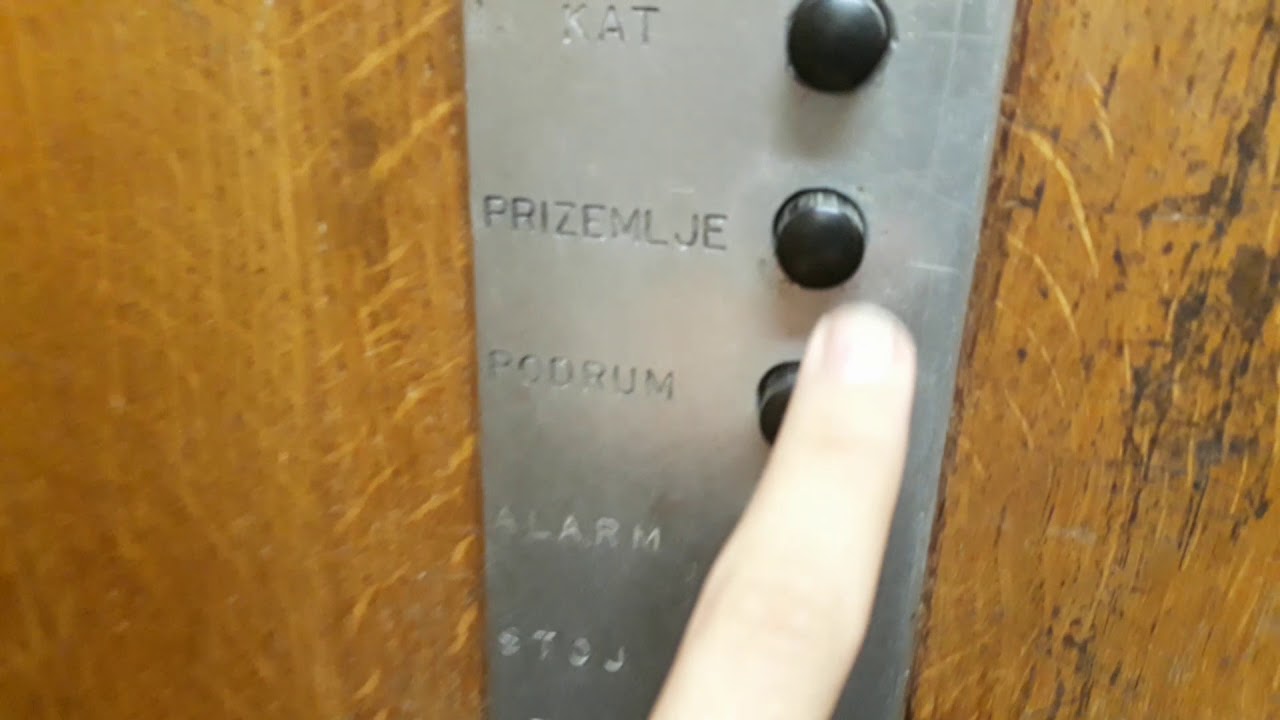 KAT
PRIZEMLJE
PODRUM
ALARM
STOJ